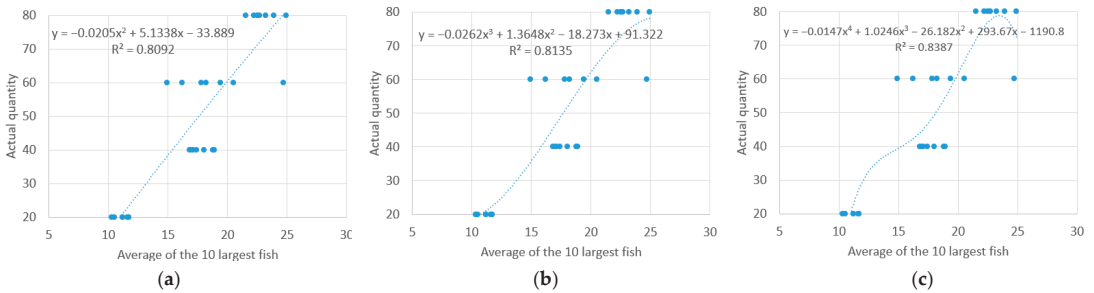 80
70
60
50
40
30
20
5
10
15
20
25
30
Actual quantity
Average of the 10 largest fish
y = −0.0205x² + 5.1338x − 33.889
R² = 0.8092
(a)
80
70
60
50
40
30
20
5
10
15
20
25
30
Actual quantity
Average of the 10 largest fish
y = −0.0262x³ + 1.3648x² − 18.273x + 91.322
R² = 0.8135
(b)
80
70
60
50
40
30
20
5
10
15
20
25
30
Actual quantity
Average of the 10 largest fish
y = −0.0147x⁴ + 1.0246x³ − 26.182x² + 293.67x − 1190.8
R² = 0.8387
(c)